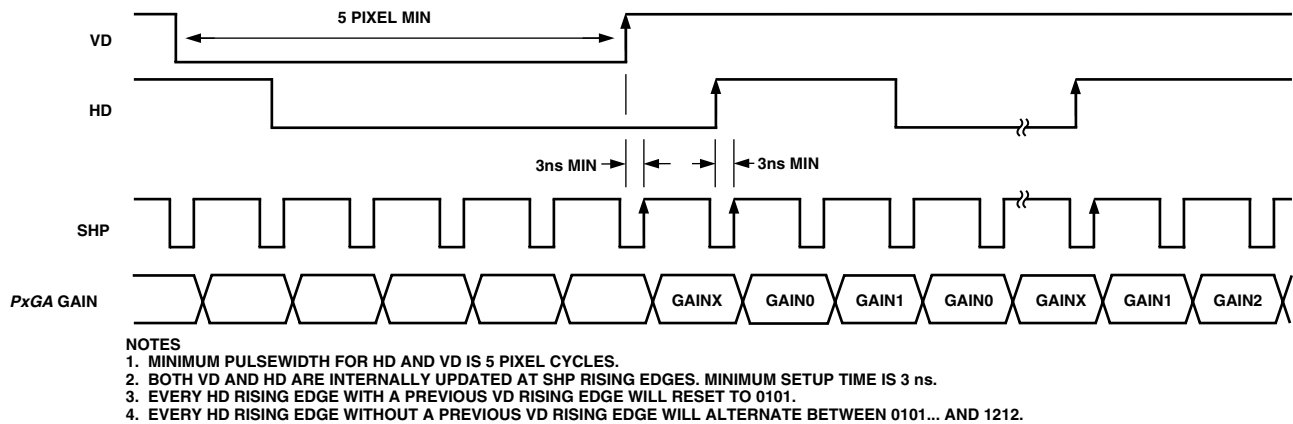 5 PIXEL MIN
VD
HD
3ns MIN 3ns MIN
SHP
PxGA GAIN GAINX GAIN0 GAIN1 GAIN0 GAINX GAIN1 GAIN2
NOTES
1. MINIMUM PULSEWIDTH FOR HD AND VD IS 5 PIXEL CYCLES.
2. BOTH VD AND HD ARE INTERNALLY UPDATED AT SHP RISING EDGES. MINIMUM SETUP TIME IS 3 ns.
3. EVERY HD RISING EDGE WITH A PREVIOUS VD RISING EDGE WILL RESET TO 0101.
4. EVERY HD RISING EDGE WITHOUT A PREVIOUS VD RISING EDGE WILL ALTERNATE BETWEEN 0101... AND 1212.